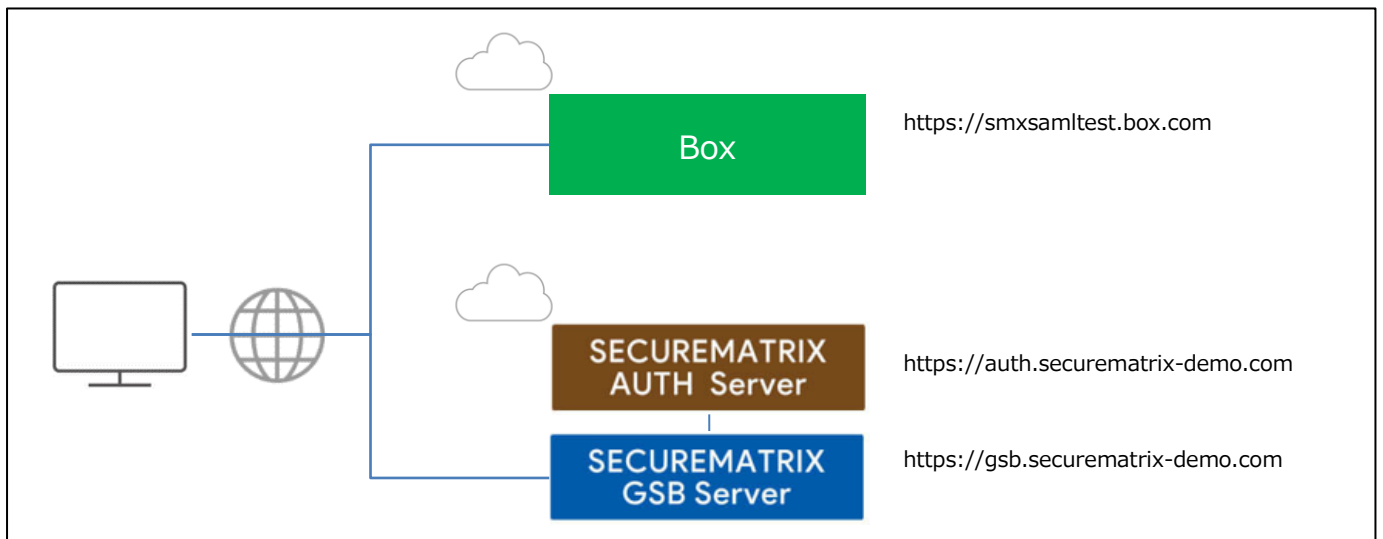 Box
https://smxsamltest.box.com
SECUREMATRIX
AUTH Server
https://auth.securematrix-demo.com
SECUREMATRIX
GSB Server
https://gsb.securematrix-demo.com